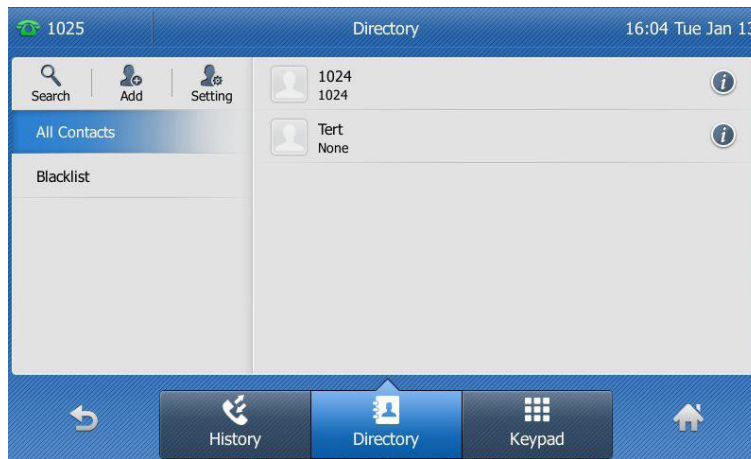 1025
Directory
16:04 Tue Jan 13
Search
Add
Setting
1024
1024
All Contacts
Tert
None
Blacklist
History
Directory
Keypad